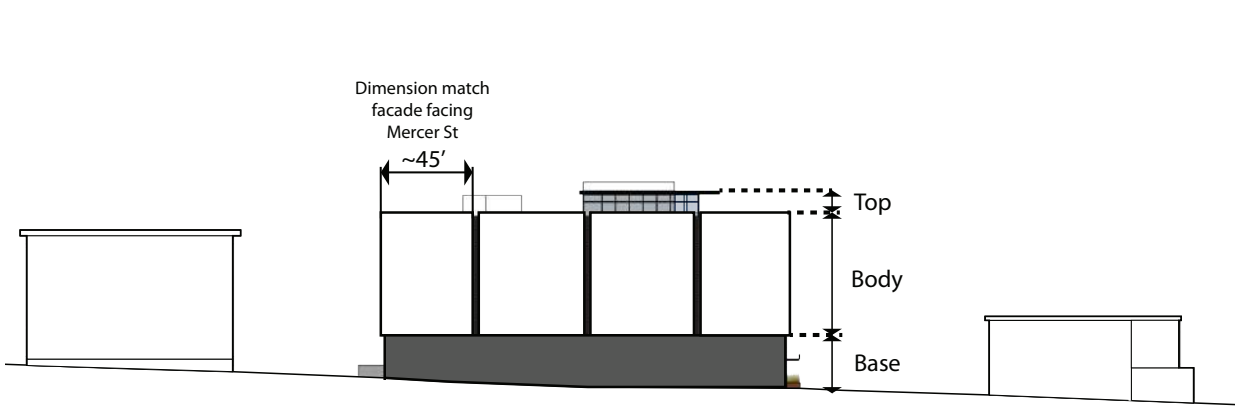 Dimension match
facade facing
Mercer St
~45’
Top
Body
Base